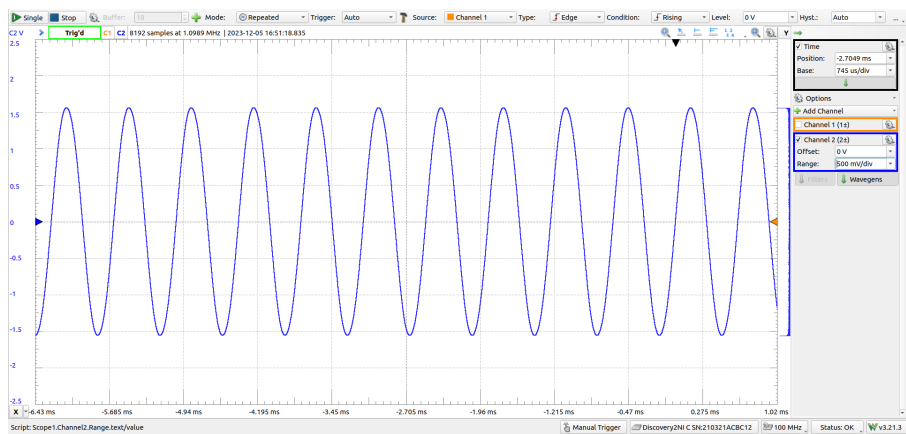 Single Stop Buffer: 10 Mode: Repeated Trigger: Auto Source: Channel 1 Type: Edge Condition: Rising Level: 0 V Hyst.: Auto
C2 V Trig'd C1 C2 8192 samples at 1.0989 MHz | 2023-12-05 16:51:18.835 Y
2.5
2
1.5
1
0.5
0
-0.5
-1
-1.5
-2
-2.5
X -6.43 ms -5.685 ms -4.94 ms -4.195 ms -3.45 ms -2.705 ms -1.96 ms -1.215 ms -0.47 ms 0.275 ms 1.02 ms
Time
Position: -2.7049 ms
Base: 745 us/div
Options
Add Channel
Channel 1 (1±)
Channel 2 (2±)
Offset: 0 V
Range: 500 mV/div
Filters Wavegens
Script: Scope1.Channel2.Range.text/value Manual Trigger Discovery2NI C SN:210321ACBC12 100 MHz Status: OK v3.21.3